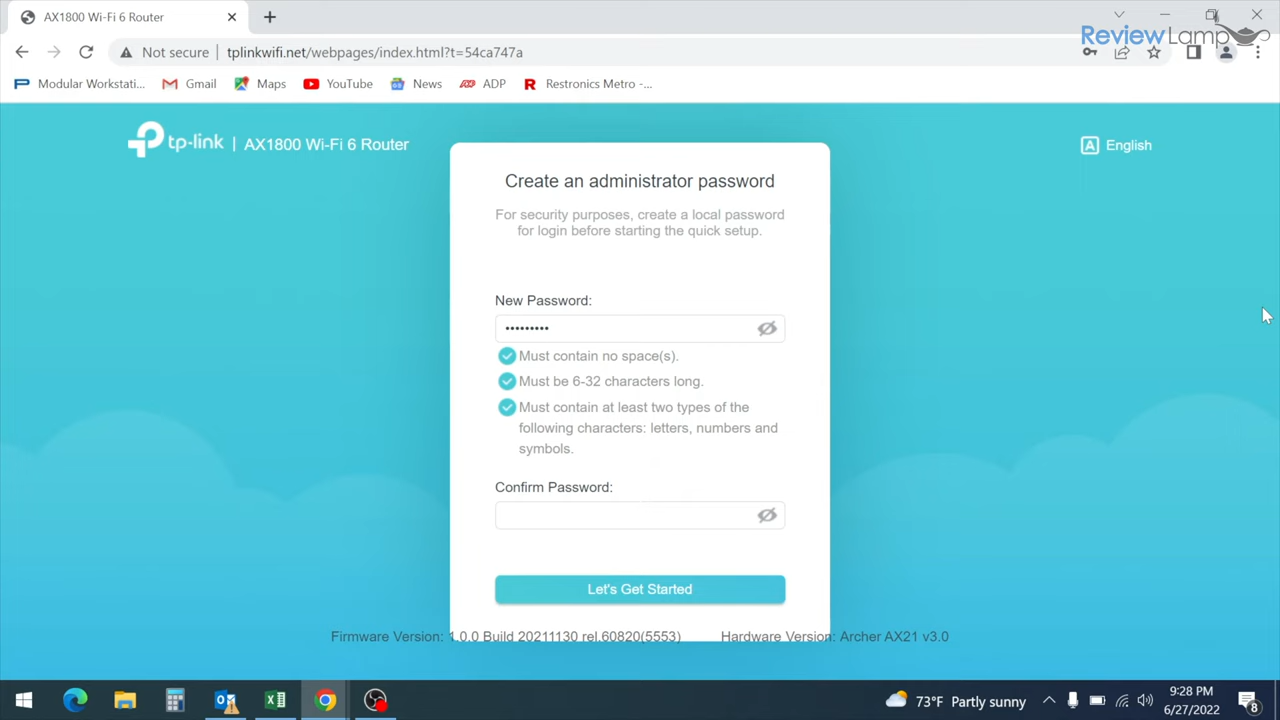 AX1800 Wi-Fi 6 Router
ReviewLamp
Not secure
tplinkwifi.net/webpages/index.html?t=54ca747a
Modular Workstati...
Gmail
Maps
YouTube
News
ADP
Restronics Metro -...
tp-link | AX1800 Wi-Fi 6 Router
A English
Create an administrator password
For security purposes, create a local password
for login before starting the quick setup.
New Password:
•••••••••
Must contain no space(s).
Must be 6-32 characters long.
Must contain at least two types of the
following characters: letters, numbers and
symbols.
Confirm Password:
Let's Get Started
Firmware Version: 1.0.0 Build 20211130 rel.60820(5553)
Hardware Version: Archer AX21 v3.0
73°F Partly sunny
9:28 PM
6/27/2022
8